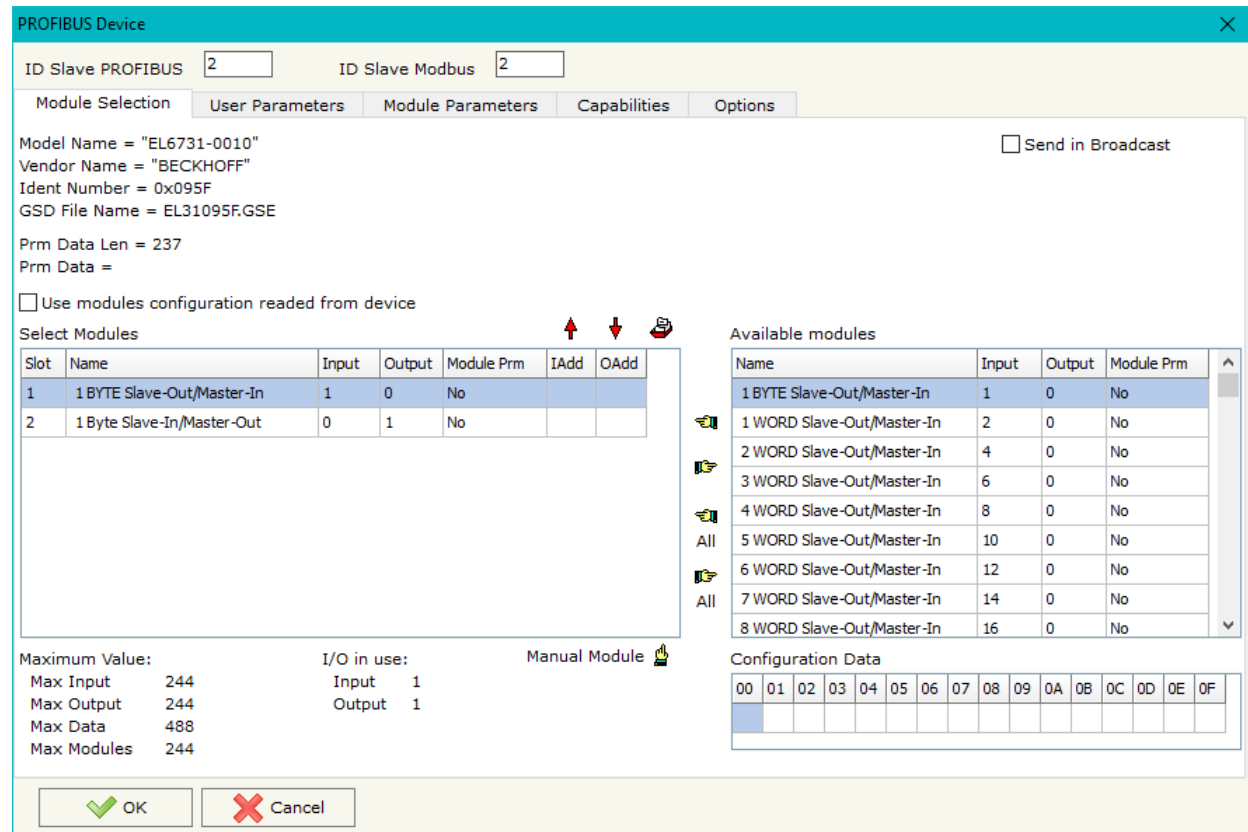 PROFIBUS Device
ID Slave PROFIBUS 2 ID Slave Modbus 2
Module Selection User Parameters Module Parameters Capabilities Options
Model Name = "EL6731-0010"
Send in Broadcast
Vendor Name = "BECKHOFF"
Ident Number = 0x095F
GSD File Name = EL31095F.GSE
Prm Data Len = 237
Prm Data =
Use modules configuration readed from device
Select Modules
Slot Name Input Output Module Prm IAdd OAdd
1 1 BYTE Slave-Out/Master-In 1 0 No
2 1 Byte Slave-In/Master-Out 0 1 No
All
All
Available modules
Name Input Output Module Prm
1 BYTE Slave-Out/Master-In 1 0 No
1 WORD Slave-Out/Master-In 2 0 No
2 WORD Slave-Out/Master-In 4 0 No
3 WORD Slave-Out/Master-In 6 0 No
4 WORD Slave-Out/Master-In 8 0 No
5 WORD Slave-Out/Master-In 10 0 No
6 WORD Slave-Out/Master-In 12 0 No
7 WORD Slave-Out/Master-In 14 0 No
8 WORD Slave-Out/Master-In 16 0 No
Maximum Value:
Max Input 244
Max Output 244
Max Data 488
Max Modules 244
I/O in use:
Input 1
Output 1
Manual Module
Configuration Data
00 01 02 03 04 05 06 07 08 09 0A 0B 0C 0D 0E 0F
OK Cancel